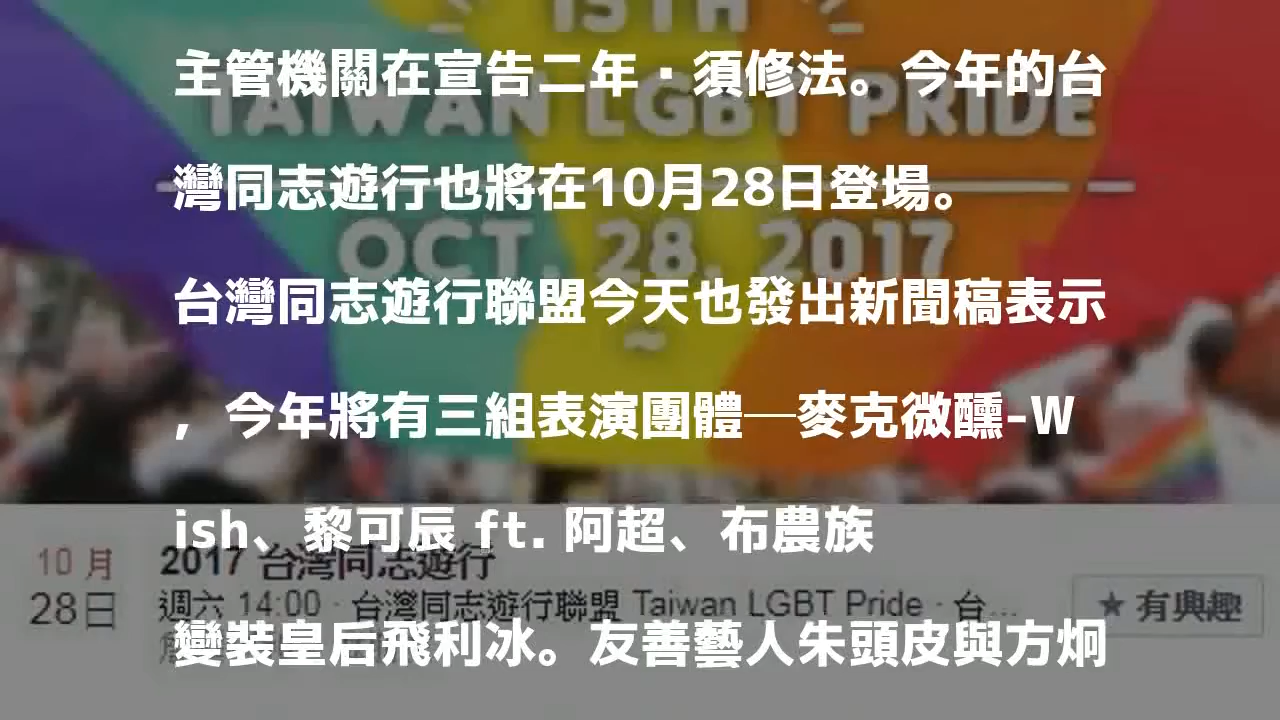 15TH
主管機關在宣告二年·須修法。今年的台
TAIWAN LGBT PRIDE
灣同志遊行也將在10月28日登場。
OCT. 28. 2017
台灣同志遊行聯盟今天也發出新聞稿表示
~
，今年將有三組表演團體─麥克微醺-W
ish、黎可辰 ft. 阿超、布農族
10 月
2017 台灣同志遊行
28日
週六 14:00 · 台灣同志遊行聯盟 Taiwan LGBT Pride · 台...
★ 有興趣
變裝皇后飛利冰。友善藝人朱頭皮與方炯